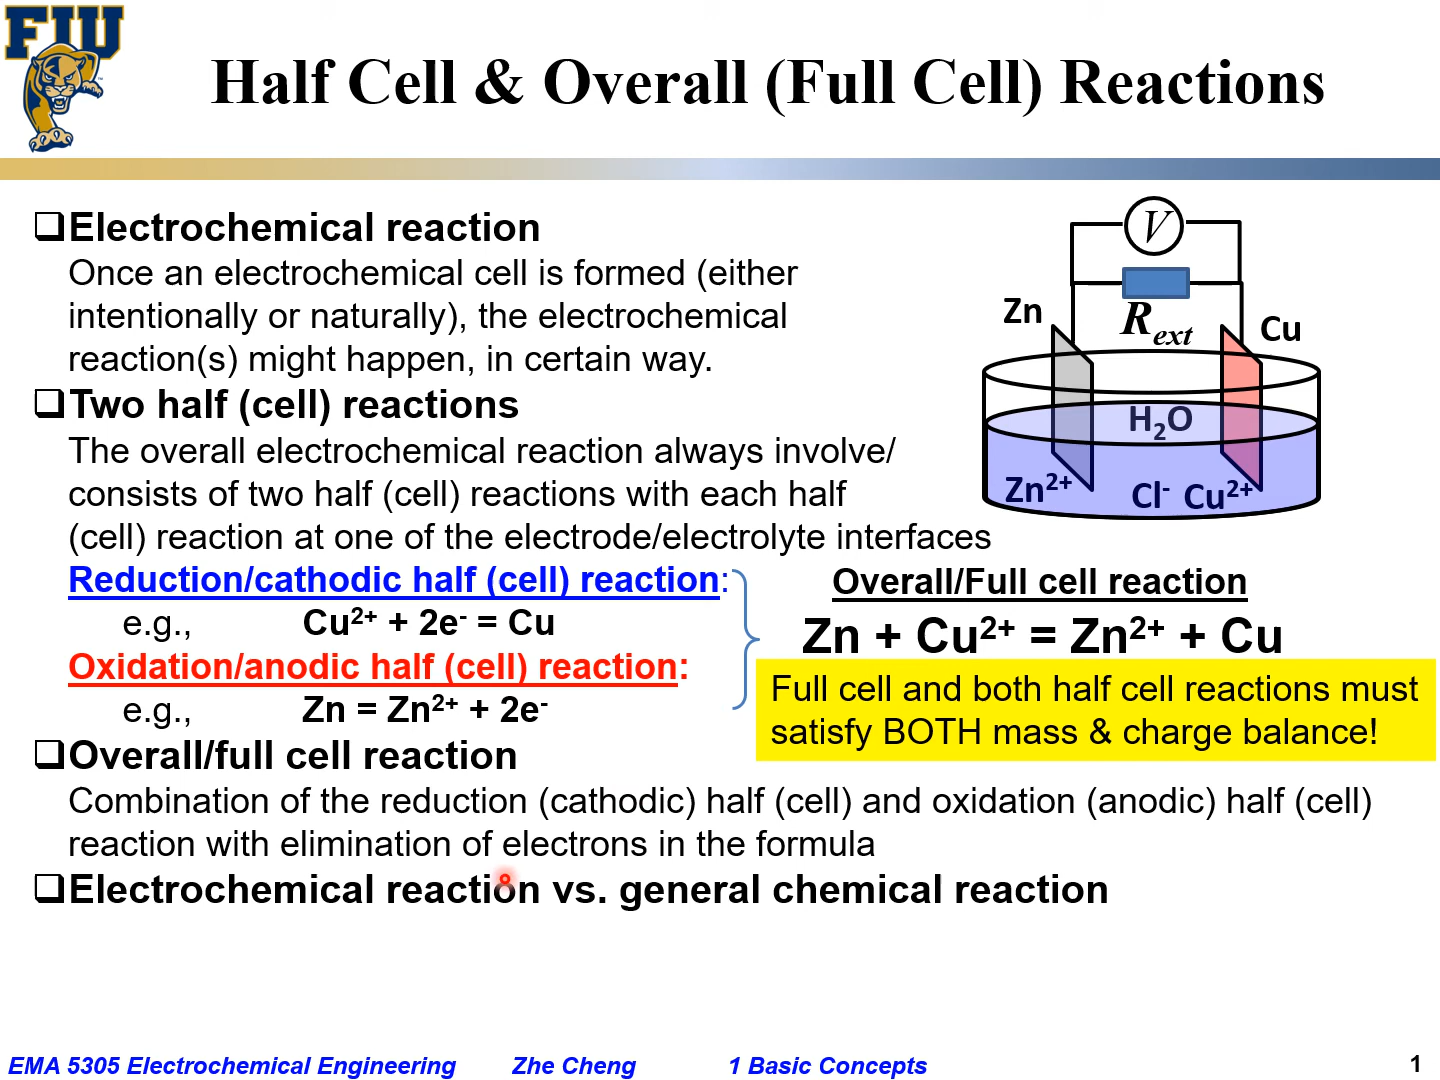 FIU
Half Cell & Overall (Full Cell) Reactions
❑Electrochemical reaction
Once an electrochemical cell is formed (either
intentionally or naturally), the electrochemical
reaction(s) might happen, in certain way.
❑Two half (cell) reactions
The overall electrochemical reaction always involve/
consists of two half (cell) reactions with each half
(cell) reaction at one of the electrode/electrolyte interfaces
Reduction/cathodic half (cell) reaction:
e.g., Cu²⁺ + 2e⁻ = Cu
Oxidation/anodic half (cell) reaction:
e.g., Zn = Zn²⁺ + 2e⁻
V
R_ext
Zn
Cu
H₂O
Zn²⁺ Cl⁻ Cu²⁺
Overall/Full cell reaction
Zn + Cu²⁺ = Zn²⁺ + Cu
Full cell and both half cell reactions must
satisfy BOTH mass & charge balance!
❑Overall/full cell reaction
Combination of the reduction (cathodic) half (cell) and oxidation (anodic) half (cell)
reaction with elimination of electrons in the formula
❑Electrochemical reaction vs. general chemical reaction
EMA 5305 Electrochemical Engineering Zhe Cheng 1 Basic Concepts 1